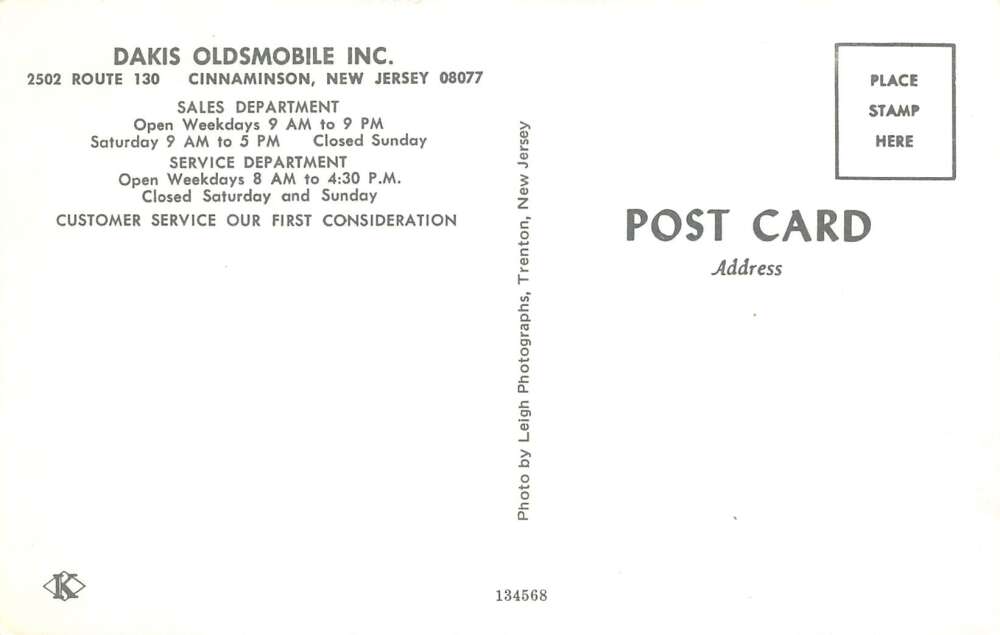 DAKIS OLDSMOBILE INC.
2502 ROUTE 130 CINNAMINSON, NEW JERSEY 08077
SALES DEPARTMENT
Open Weekdays 9 AM to 9 PM
Saturday 9 AM to 5 PM Closed Sunday
SERVICE DEPARTMENT
Open Weekdays 8 AM to 4:30 P.M.
Closed Saturday and Sunday
CUSTOMER SERVICE OUR FIRST CONSIDERATION
Photo by Leigh Photographs, Trenton, New Jersey
PLACE
STAMP
HERE
POST CARD
Address
K
134568